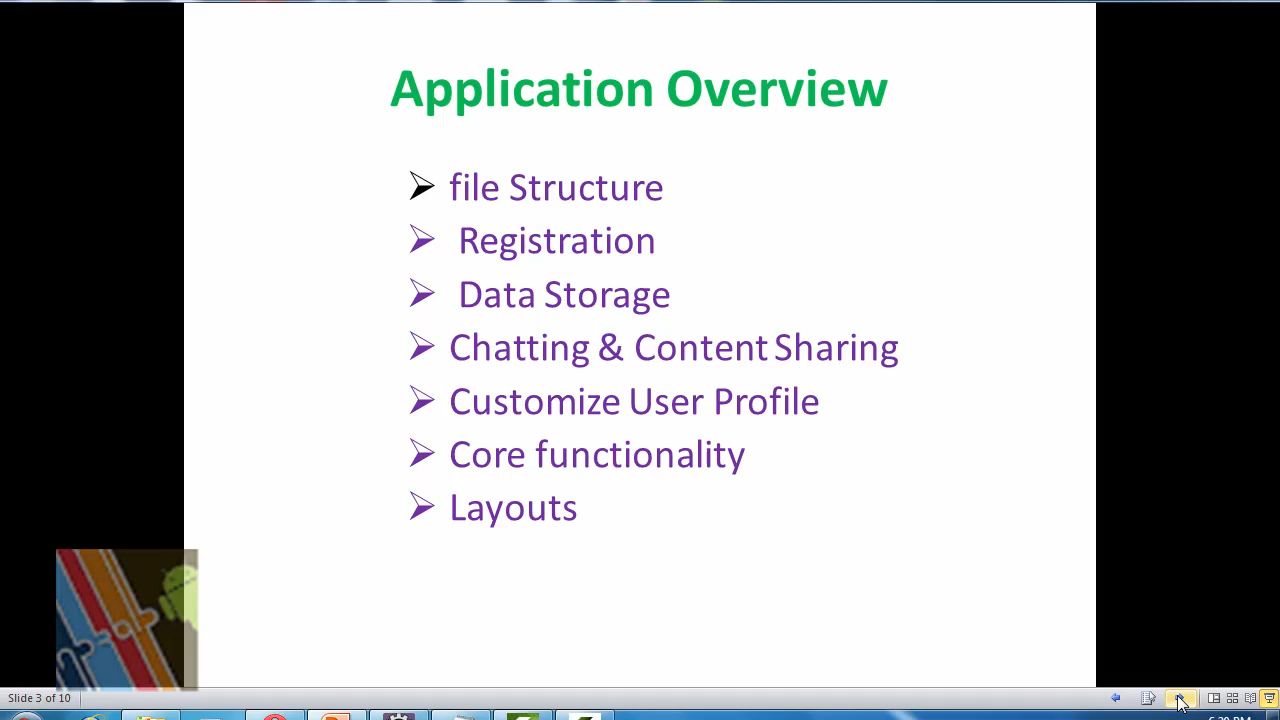 Application Overview
file Structure
Registration
Data Storage
Chatting & Content Sharing
Customize User Profile
Core functionality
Layouts
Slide 3 of 10